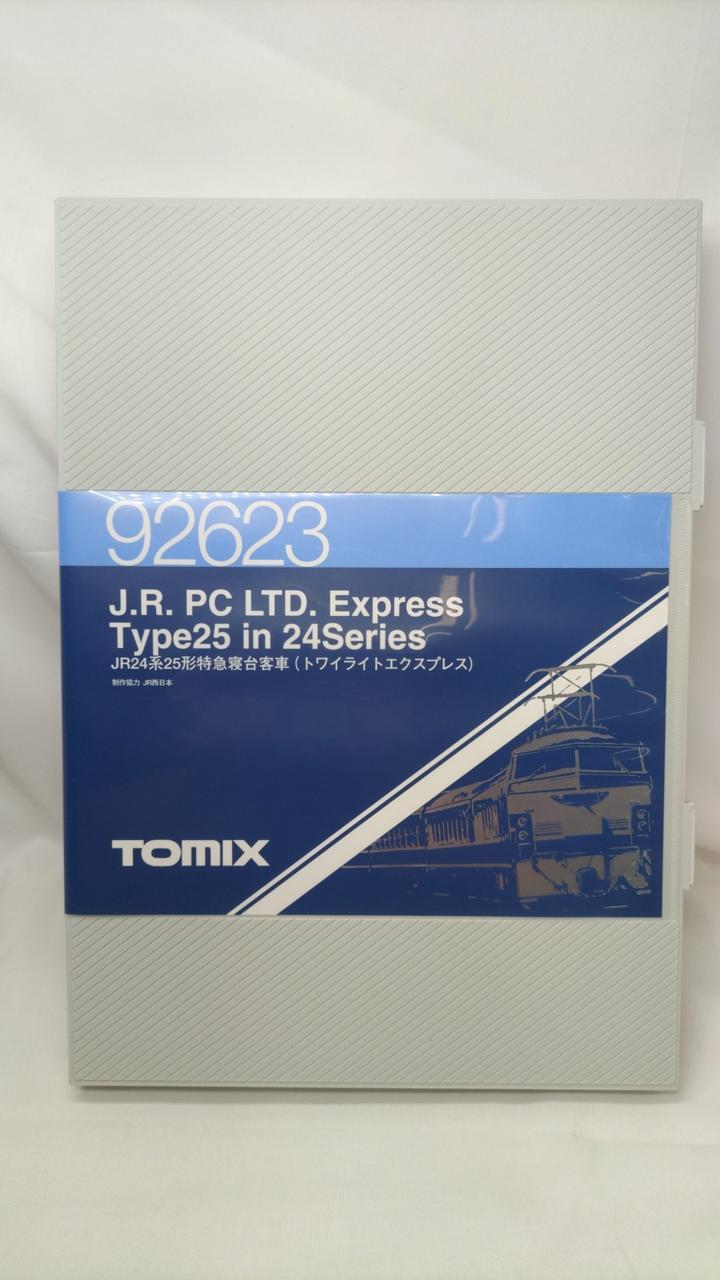 92623
J.R. PC LTD. Express
Type25 in 24Series
JR24系25形特急寝台客車(トワイライトエクスプレス)
制作協力 JR西日本
TOMIX